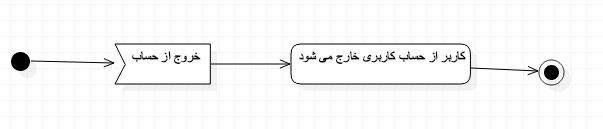 خروج از حساب
کاربر از حساب کاربری خارج می شود